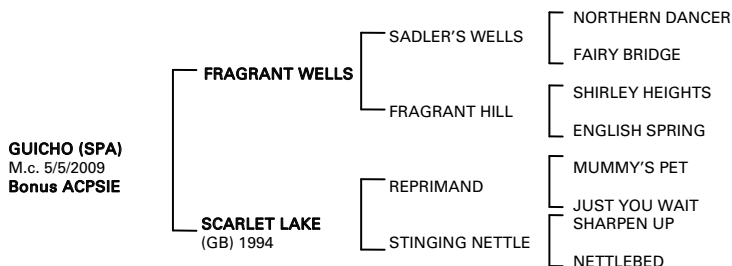 NORTHERN DANCER
SADLER'S WELLS
FAIRY BRIDGE
FRAGRANT WELLS
SHIRLEY HEIGHTS
FRAGRANT HILL
ENGLISH SPRING
GUICHO (SPA)
M.c. 5/5/2009
Bonus ACPSIE
MUMMY'S PET
REPRIMAND
JUST YOU WAIT
SCARLET LAKE
(GB) 1994
SHARPEN UP
STINGING NETTLE
NETTLEBED